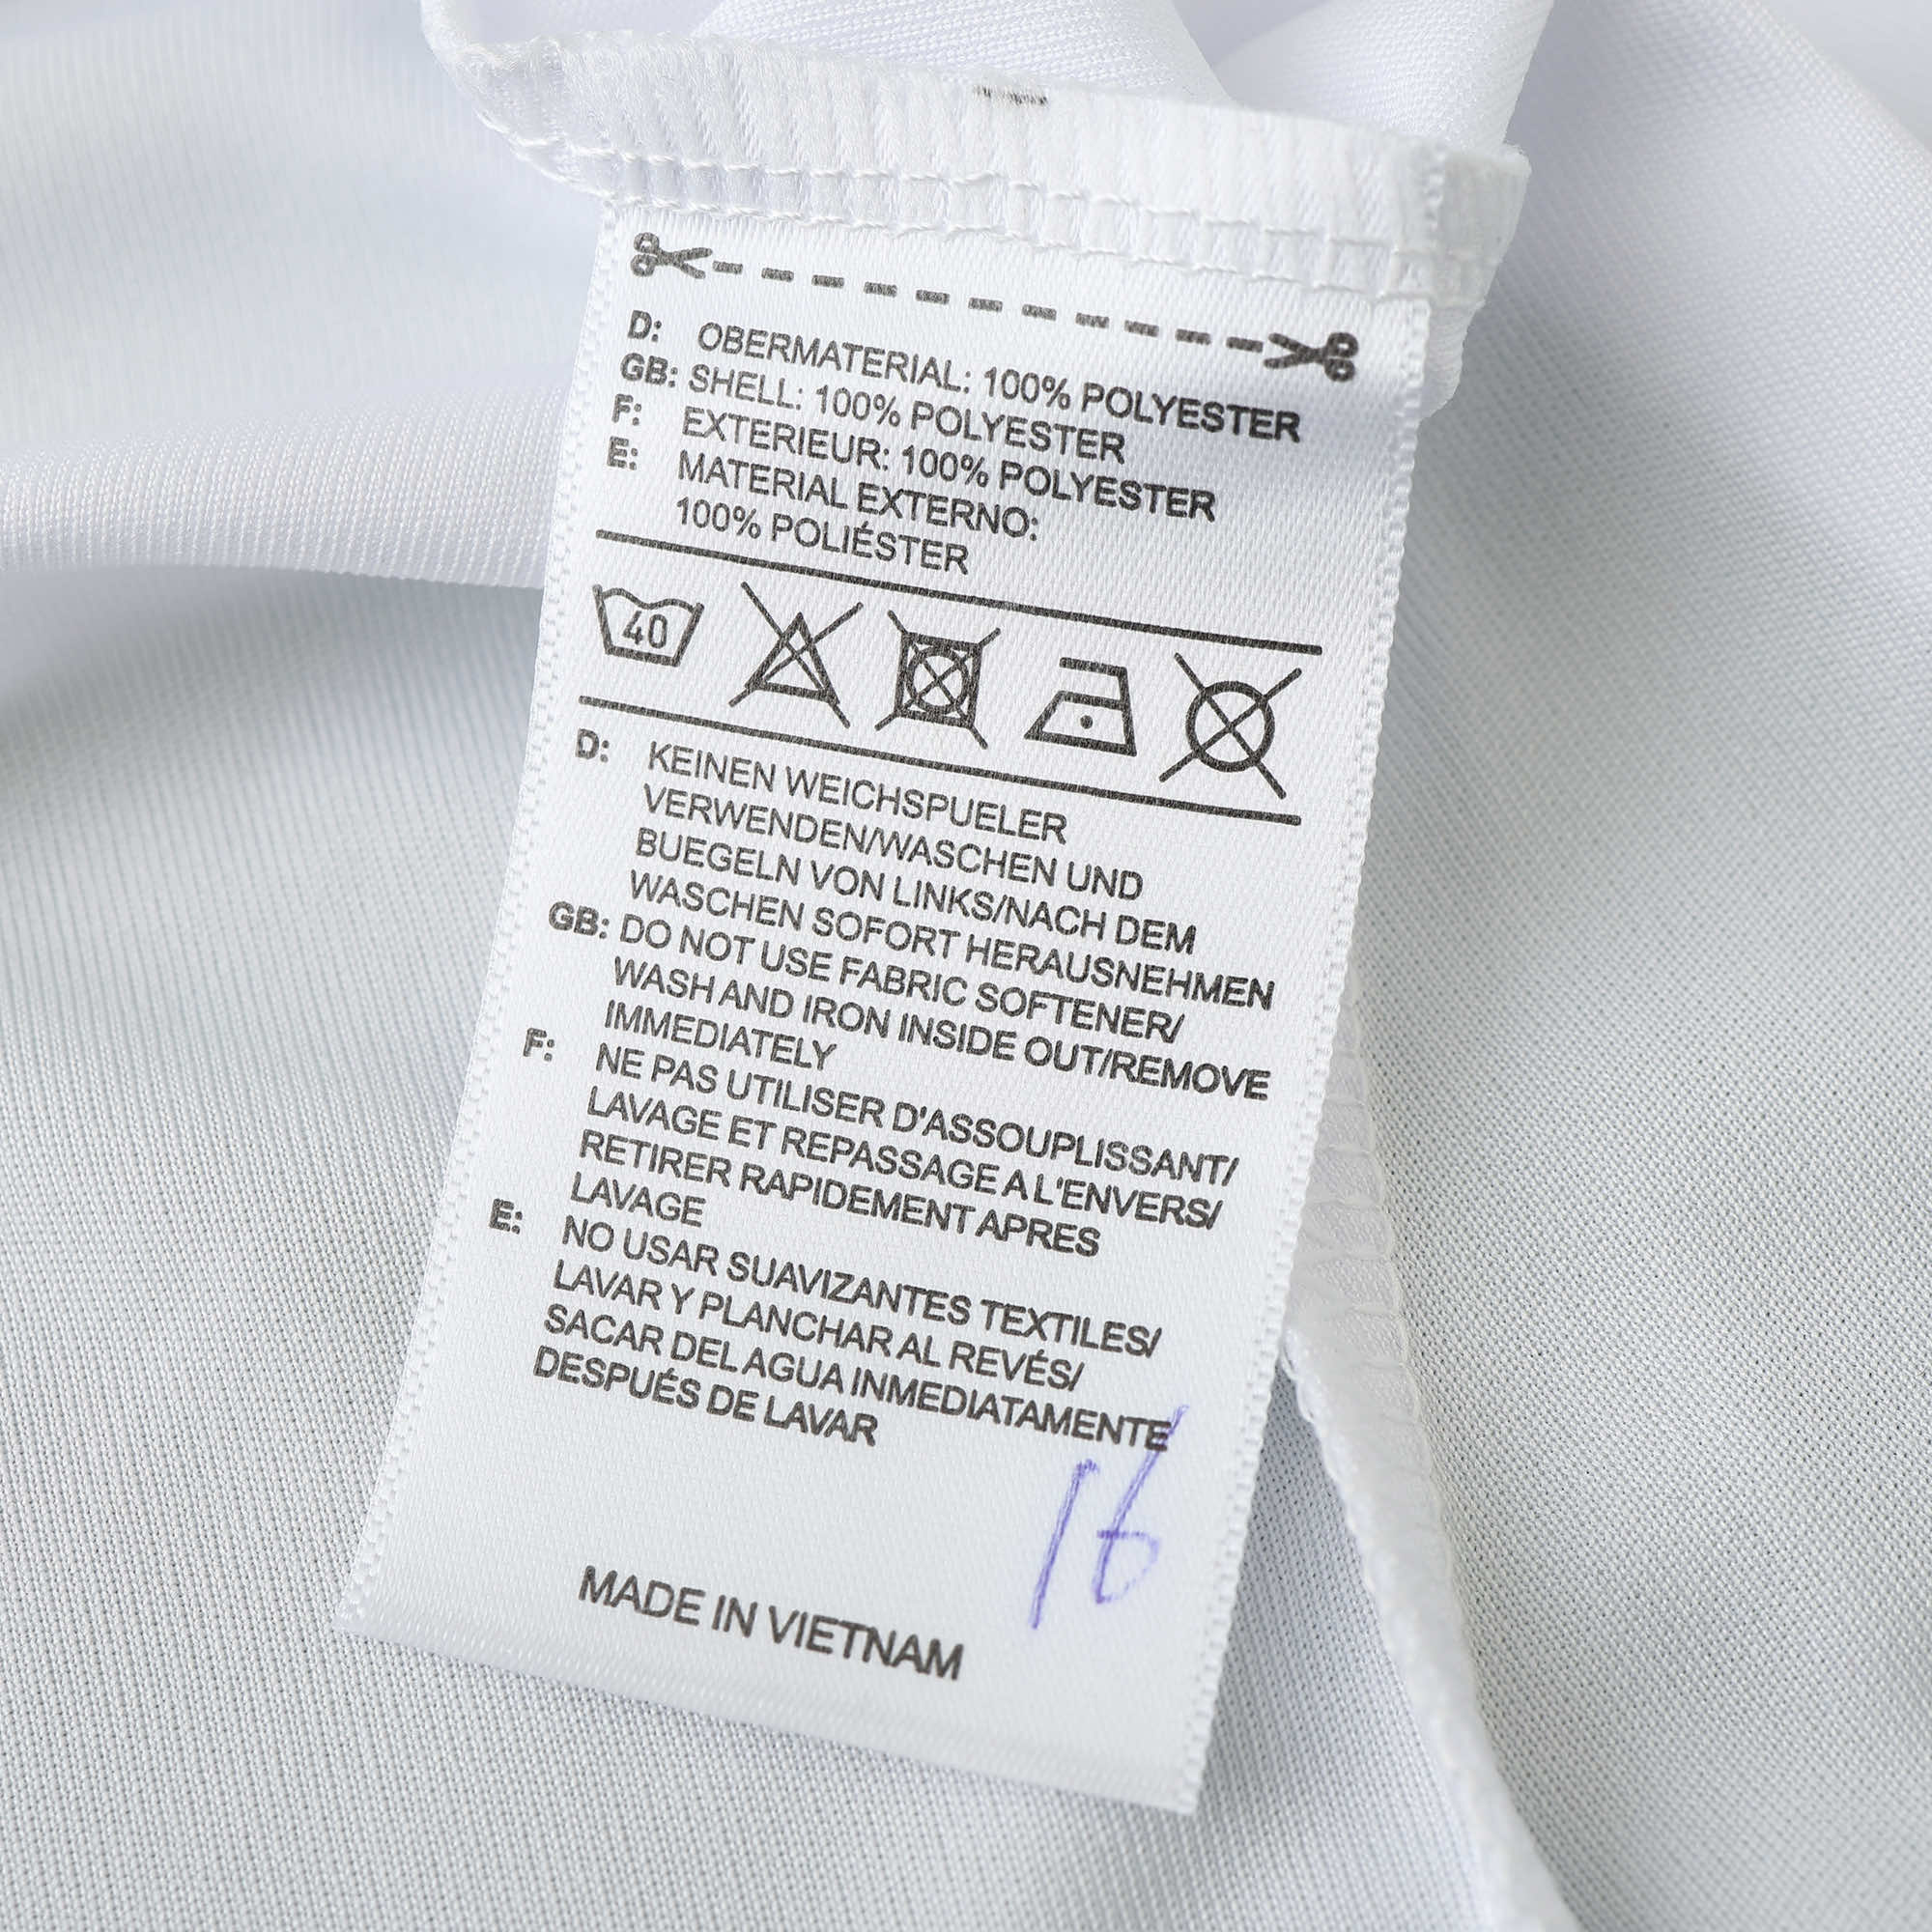 D: OBERMATERIAL: 100% POLYESTER
GB: SHELL: 100% POLYESTER
F: EXTERIEUR: 100% POLYESTER
E: MATERIAL EXTERNO:
100% POLIÉSTER
40
D: KEINEN WEICHSPUELER
VERWENDEN/WASCHEN UND
BUEGELN VON LINKS/NACH DEM
WASCHEN SOFORT HERAUSNEHMEN
GB: DO NOT USE FABRIC SOFTENER/
WASH AND IRON INSIDE OUT/REMOVE
IMMEDIATELY
F: NE PAS UTILISER D'ASSOUPLISSANT/
LAVAGE ET REPASSAGE A L'ENVERS/
RETIRER RAPIDEMENT APRES
LAVAGE
E: NO USAR SUAVIZANTES TEXTILES/
LAVAR Y PLANCHAR AL REVÉS/
SACAR DEL AGUA INMEDIATAMENTE
DESPUÉS DE LAVAR
16
MADE IN VIETNAM